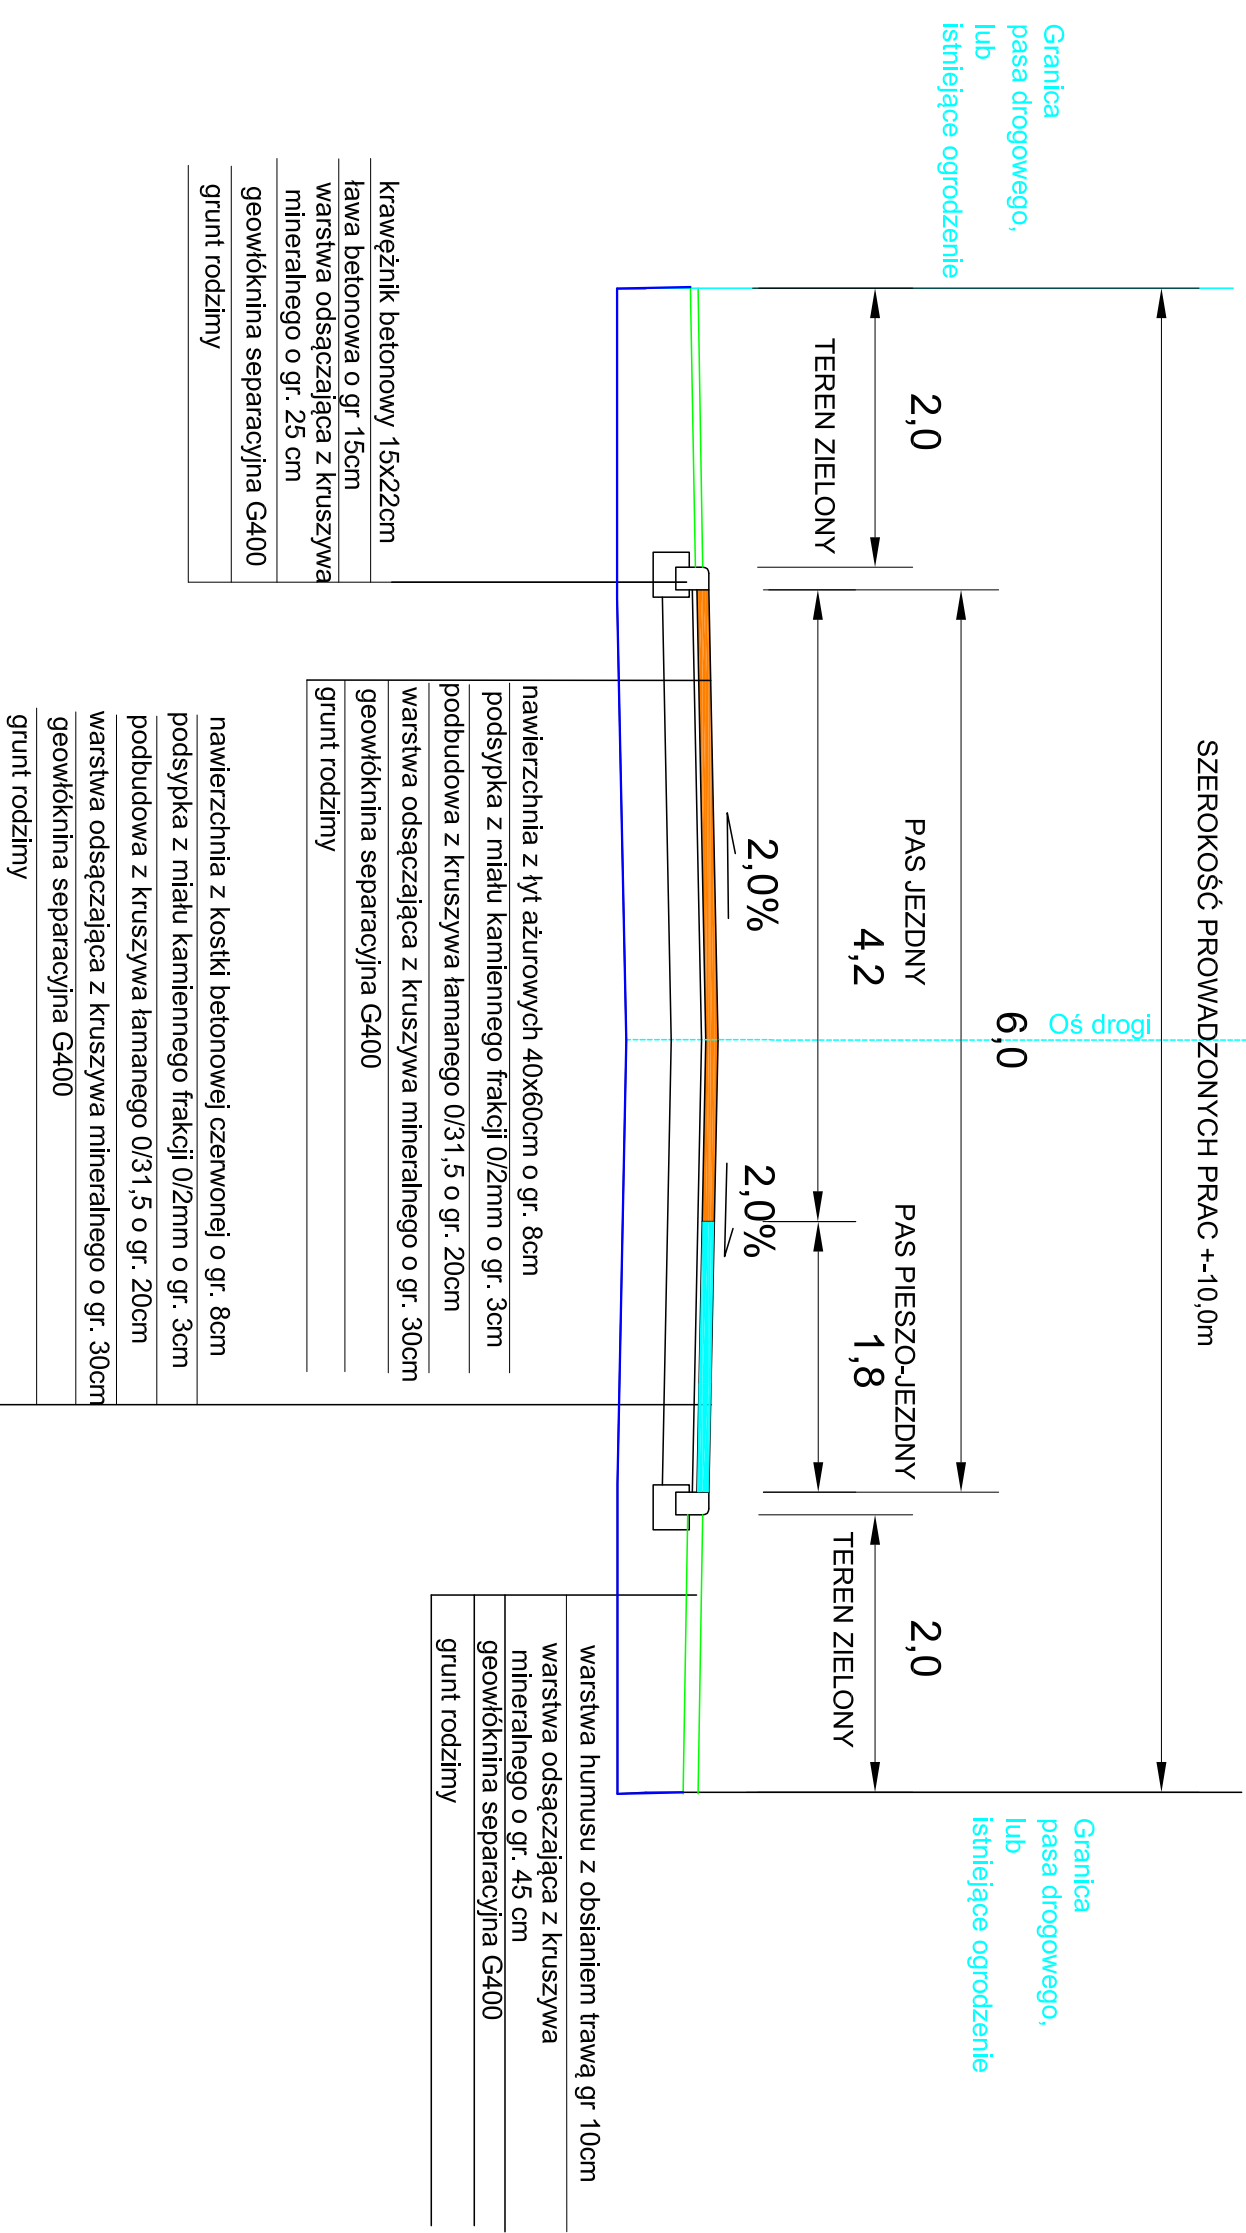 Granica
pasa drogowego,
lub
istniejące ogrodzenie
SZEROKOŚĆ PROWADZONYCH PRAC +-10,0m
Granica
pasa drogowego,
lub
istniejące ogrodzenie
Oś drogi
6,0
2,0
PAS JEZDNY
4,2
PAS PIESZO-JEZDNY
1,8
2,0
TEREN ZIELONY
TEREN ZIELONY
2,0%
2,0%
krawężnik betonowy 15x22cm
ława betonowa o gr 15cm
warstwa odsączająca z kruszywa
mineralnego o gr. 25 cm
geowłóknina separacyjna G400
grunt rodzimy
nawierzchnia z łyt ażurowych 40x60cm o gr. 8cm
podsypka z miału kamiennego frakcji 0/2mm o gr. 3cm
podbudowa z kruszywa łamanego 0/31,5 o gr. 20cm
warstwa odsączająca z kruszywa mineralnego o gr. 30cm
geowłóknina separacyjna G400
grunt rodzimy
nawierzchnia z kostki betonowej czerwonej o gr. 8cm
podsypka z miału kamiennego frakcji 0/2mm o gr. 3cm
podbudowa z kruszywa łamanego 0/31,5 o gr. 20cm
warstwa odsączająca z kruszywa mineralnego o gr. 30cm
geowłóknina separacyjna G400
grunt rodzimy
warstwa humusu z obsianiem trawą gr 10cm
warstwa odsączająca z kruszywa
mineralnego o gr. 45 cm
geowłóknina separacyjna G400
grunt rodzimy